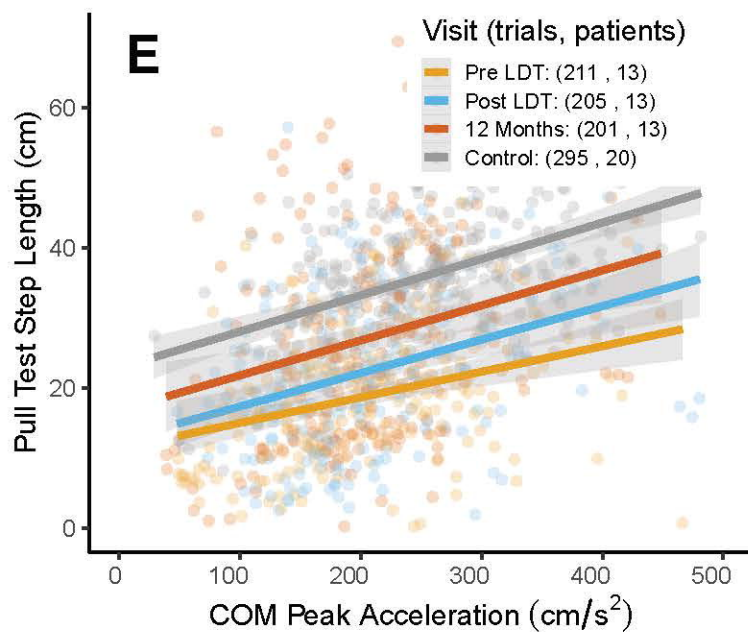 E
Visit (trials, patients)
Pre LDT: (211 , 13)
Post LDT: (205 , 13)
12 Months: (201 , 13)
Control: (295 , 20)
Pull Test Step Length (cm)
60
40
20
0
0 100 200 300 400 500
COM Peak Acceleration (cm/s²)